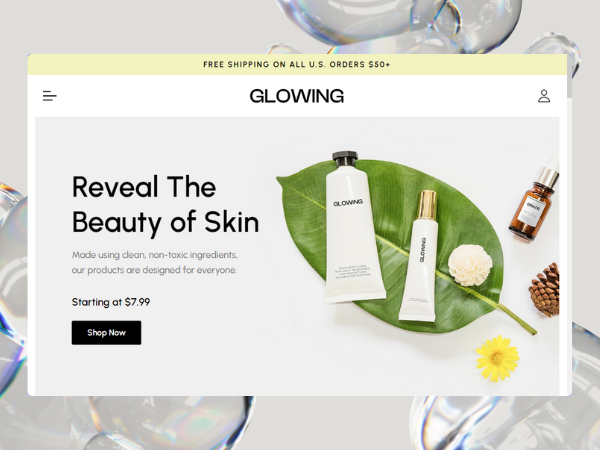 FREE SHIPPING ON ALL U.S. ORDERS $50+
GLOWING
Reveal The
Beauty of Skin
Made using clean, non-toxic ingredients,
our products are designed for everyone.
Starting at $7.99
Shop Now
GLOWING
GLOWING